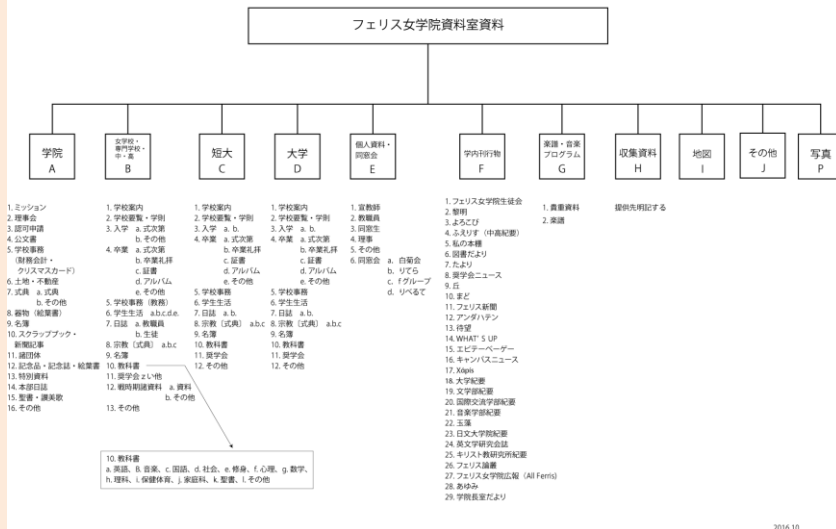 フェリス女学院資料室資料
学院
A
女学校・
専門学校・
中・高
B
短大
C
大学
D
個人資料・
同窓会
E
学内刊行物
F
楽譜・音楽
プログラム
G
収集資料
H
地図
I
その他
J
写真
P
1. ミッション
2. 理事会
3. 認可申請
4. 公文書
5. 学校事務
（財務会計・
クリスマスカード）
6. 土地・不動産
7. 式典 a. 式典
b. その他
8. 器物（絵葉書）
9. 名簿
10. スクラップブック・
新聞記事
11. 諸団体
12. 記念品・記念誌・絵葉書
13. 特別資料
14. 本部日誌
15. 聖書・讃美歌
16. その他
1. 学校案内
2. 学校要覧・学則
3. 入学 a. 式次第
b. その他
4. 卒業 a. 式次第
b. 卒業礼拝
c. 証書
d. アルバム
e. その他
5. 学校事務（教務）
6. 学生生活 a.b.c.d.e.
7. 日誌 a. 教職員
b. 生徒
8. 宗教〔式典〕 a.b.c
9. 名簿
10. 教科書
11. 奨学会 z い他
12. 戦時期諸資料 a. 資料
b. その他
13. その他
1. 学校案内
2. 学校要覧・学則
3. 入学 a. b.
4. 卒業 a. 式次第
b. 卒業礼拝
c. 証書
d. アルバム
e. その他
5. 学校事務
6. 学生生活
7. 日誌 a. b.
8. 宗教〔式典〕 a.b.c
9. 名簿
10. 教科書
11. 奨学会
12. その他
1. 学校案内
2. 学校要覧・学則
3. 入学 a. b.
4. 卒業 a. 式次第
b. 卒業礼拝
c. 証書
d. アルバム
e. その他
5. 学校事務
6. 学生生活
7. 日誌 a. b.
8. 宗教〔式典〕 a.b.c
9. 名簿
10. 教科書
11. 奨学会
12. その他
1. 宣教師
2. 教職員
3. 同窓生
4. 理事
5. その他
6. 同窓会 a, 白菊会
b, りてら
c, f グループ
d, りべるて
1. フェリス女学院生徒会
2. 黎明
3. よろこび
4. ふえりす（中高紀要）
5. 私の本棚
6. 図書だより
7. たより
8. 奨学会ニュース
9. 丘
10. まど
11. フェリス新聞
12. アンダハテン
13. 待望
14. WHAT' S UP
15. エピテーペーゲー
16. キャンパスニュース
17. Χάρις
18. 大学紀要
19. 文学部紀要
20. 国際交流学部紀要
21. 音楽学部紀要
22. 玉藻
23. 日文大学院紀要
24. 英文学研究会誌
25. キリスト教研究所紀要
26. フェリス論叢
27. フェリス女学院広報（All Ferris）
28. あゆみ
29. 学院長室だより
1. 貴重資料
2. 楽譜
提供先明記する
10. 教科書
a. 英語、B. 音楽、c. 国語、d. 社会、e. 修身、f. 心理、g. 数学、
h. 理科、i. 保健体育、j. 家庭科、k. 聖書、l. その他
2016.10